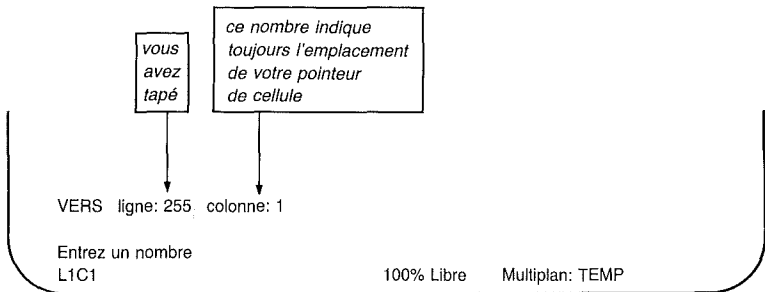 vous
avez
tapé
ce nombre indique
toujours l'emplacement
de votre pointeur
de cellule
VERS ligne: 255 colonne: 1
Entrez un nombre
L1C1 100% Libre Multiplan: TEMP